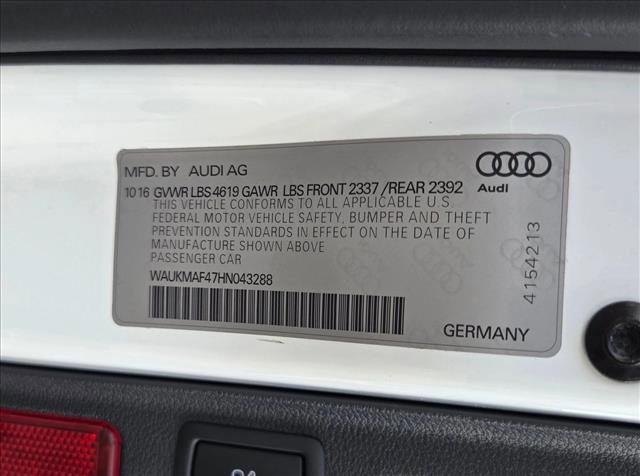 MFD. BY AUDI AG
10 16 GVWR LBS 4619 GAWR LBS FRONT 2337 / REAR 2392
THIS VEHICLE CONFORMS TO ALL APPLICABLE U.S.
FEDERAL MOTOR VEHICLE SAFETY, BUMPER AND THEFT
PREVENTION STANDARDS IN EFFECT ON THE DATE OF
MANUFACTURE SHOWN ABOVE
PASSENGER CAR
WAUKMAF47HN043288
Audi
4154213
GERMANY